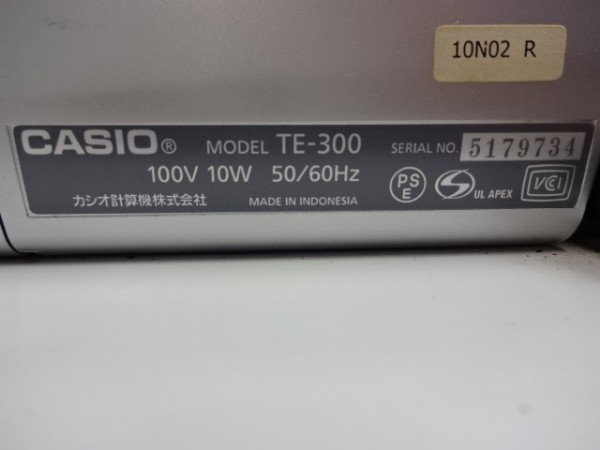 10N02 R
CASIO® MODEL TE-300 SERIAL NO. 5179734
100V 10W 50/60Hz
PS E S UL APEX VCI
カシオ計算機株式会社 MADE IN INDONESIA